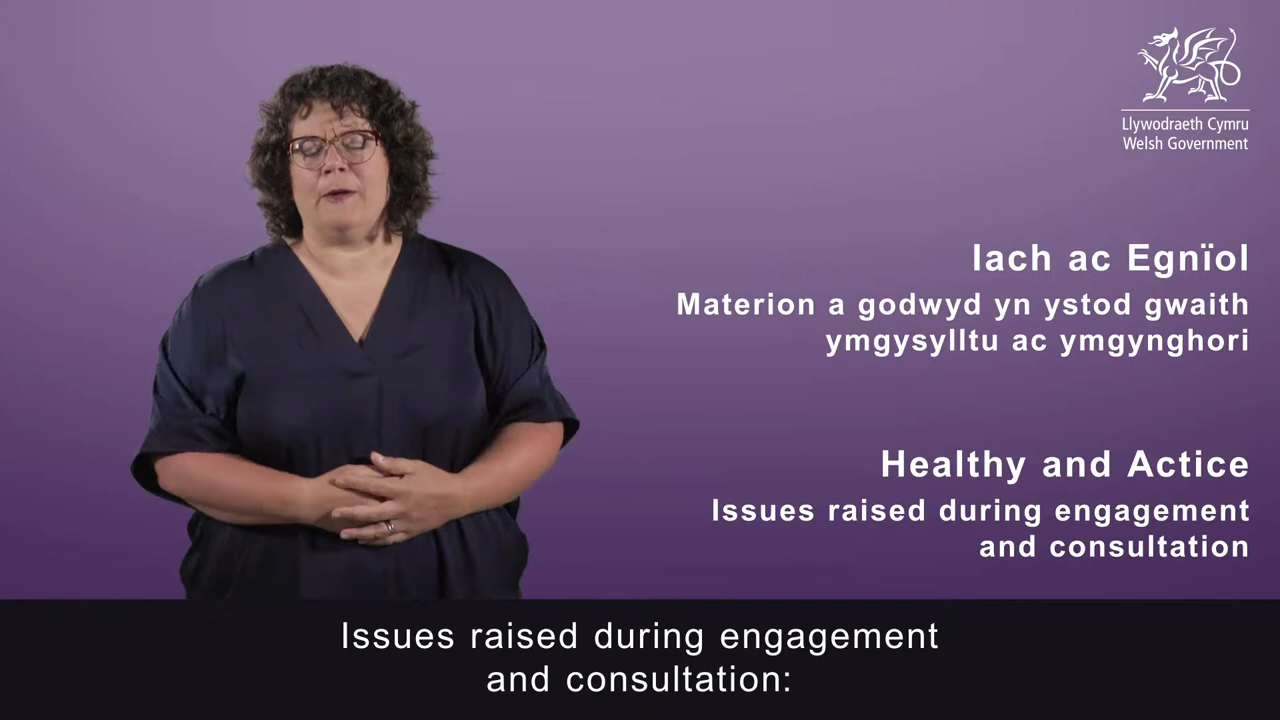 Llywodraeth Cymru
Welsh Government
Iach ac Egnïol
Materion a godwyd yn ystod gwaith
ymgysylltu ac ymgynghori
Healthy and Actice
Issues raised during engagement
and consultation
Issues raised during engagement
and consultation: